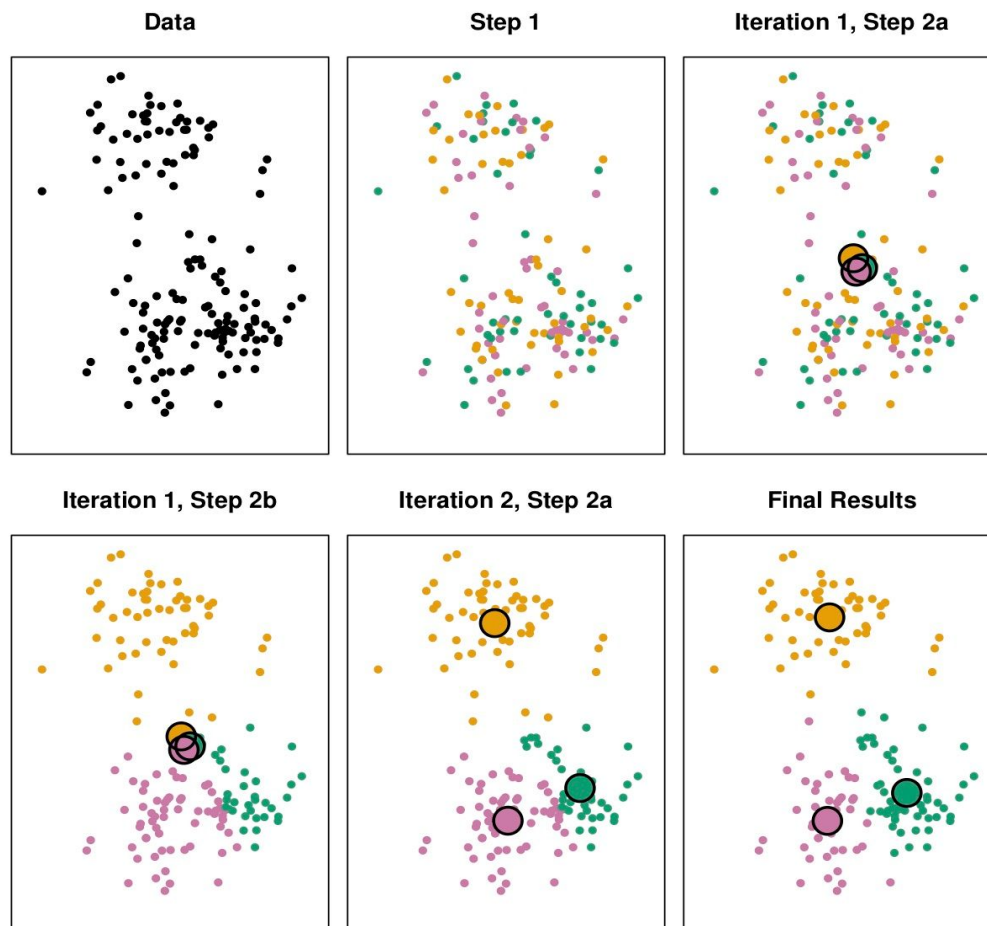 Data
Step 1
Iteration 1, Step 2a
Iteration 1, Step 2b
Iteration 2, Step 2a
Final Results